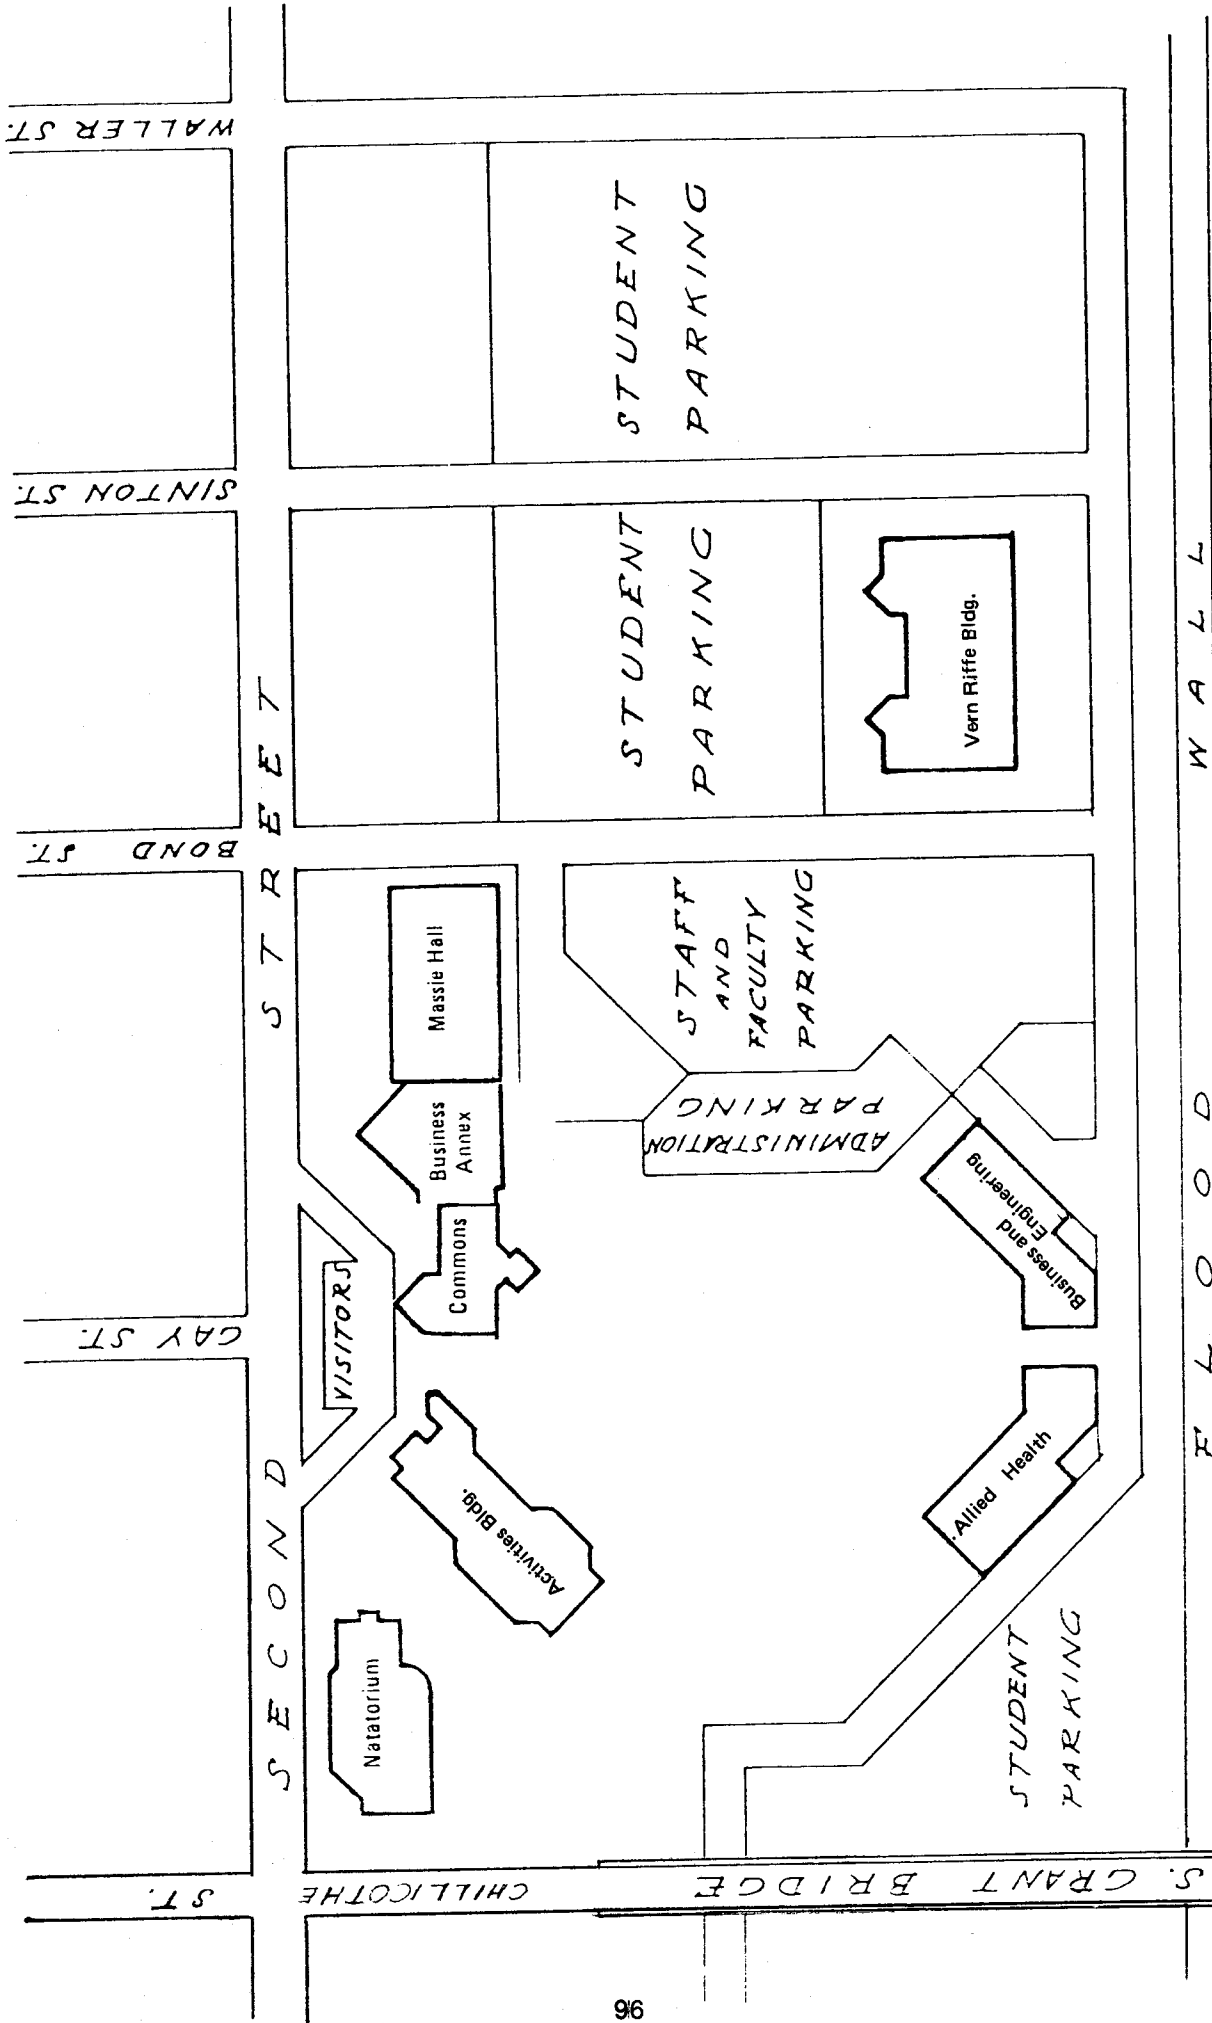 CHILLICOTHE ST.
GAY ST.
BOND ST.
SINTON ST.
WALLER ST.
SECOND STREET
VISITORS
Natatorium
Activities Bldg.
Commons
Business
Annex
Massie Hall
STUDENT
PARKING
STUDENT
PARKING
STAFF
AND
FACULTY
PARKING
ADMINISTRATION
PARKING
Vern Riffe Bldg.
Business and
Engineering
Allied Health
STUDENT
PARKING
S. GRANT BRIDGE
FLOOD WALL
96